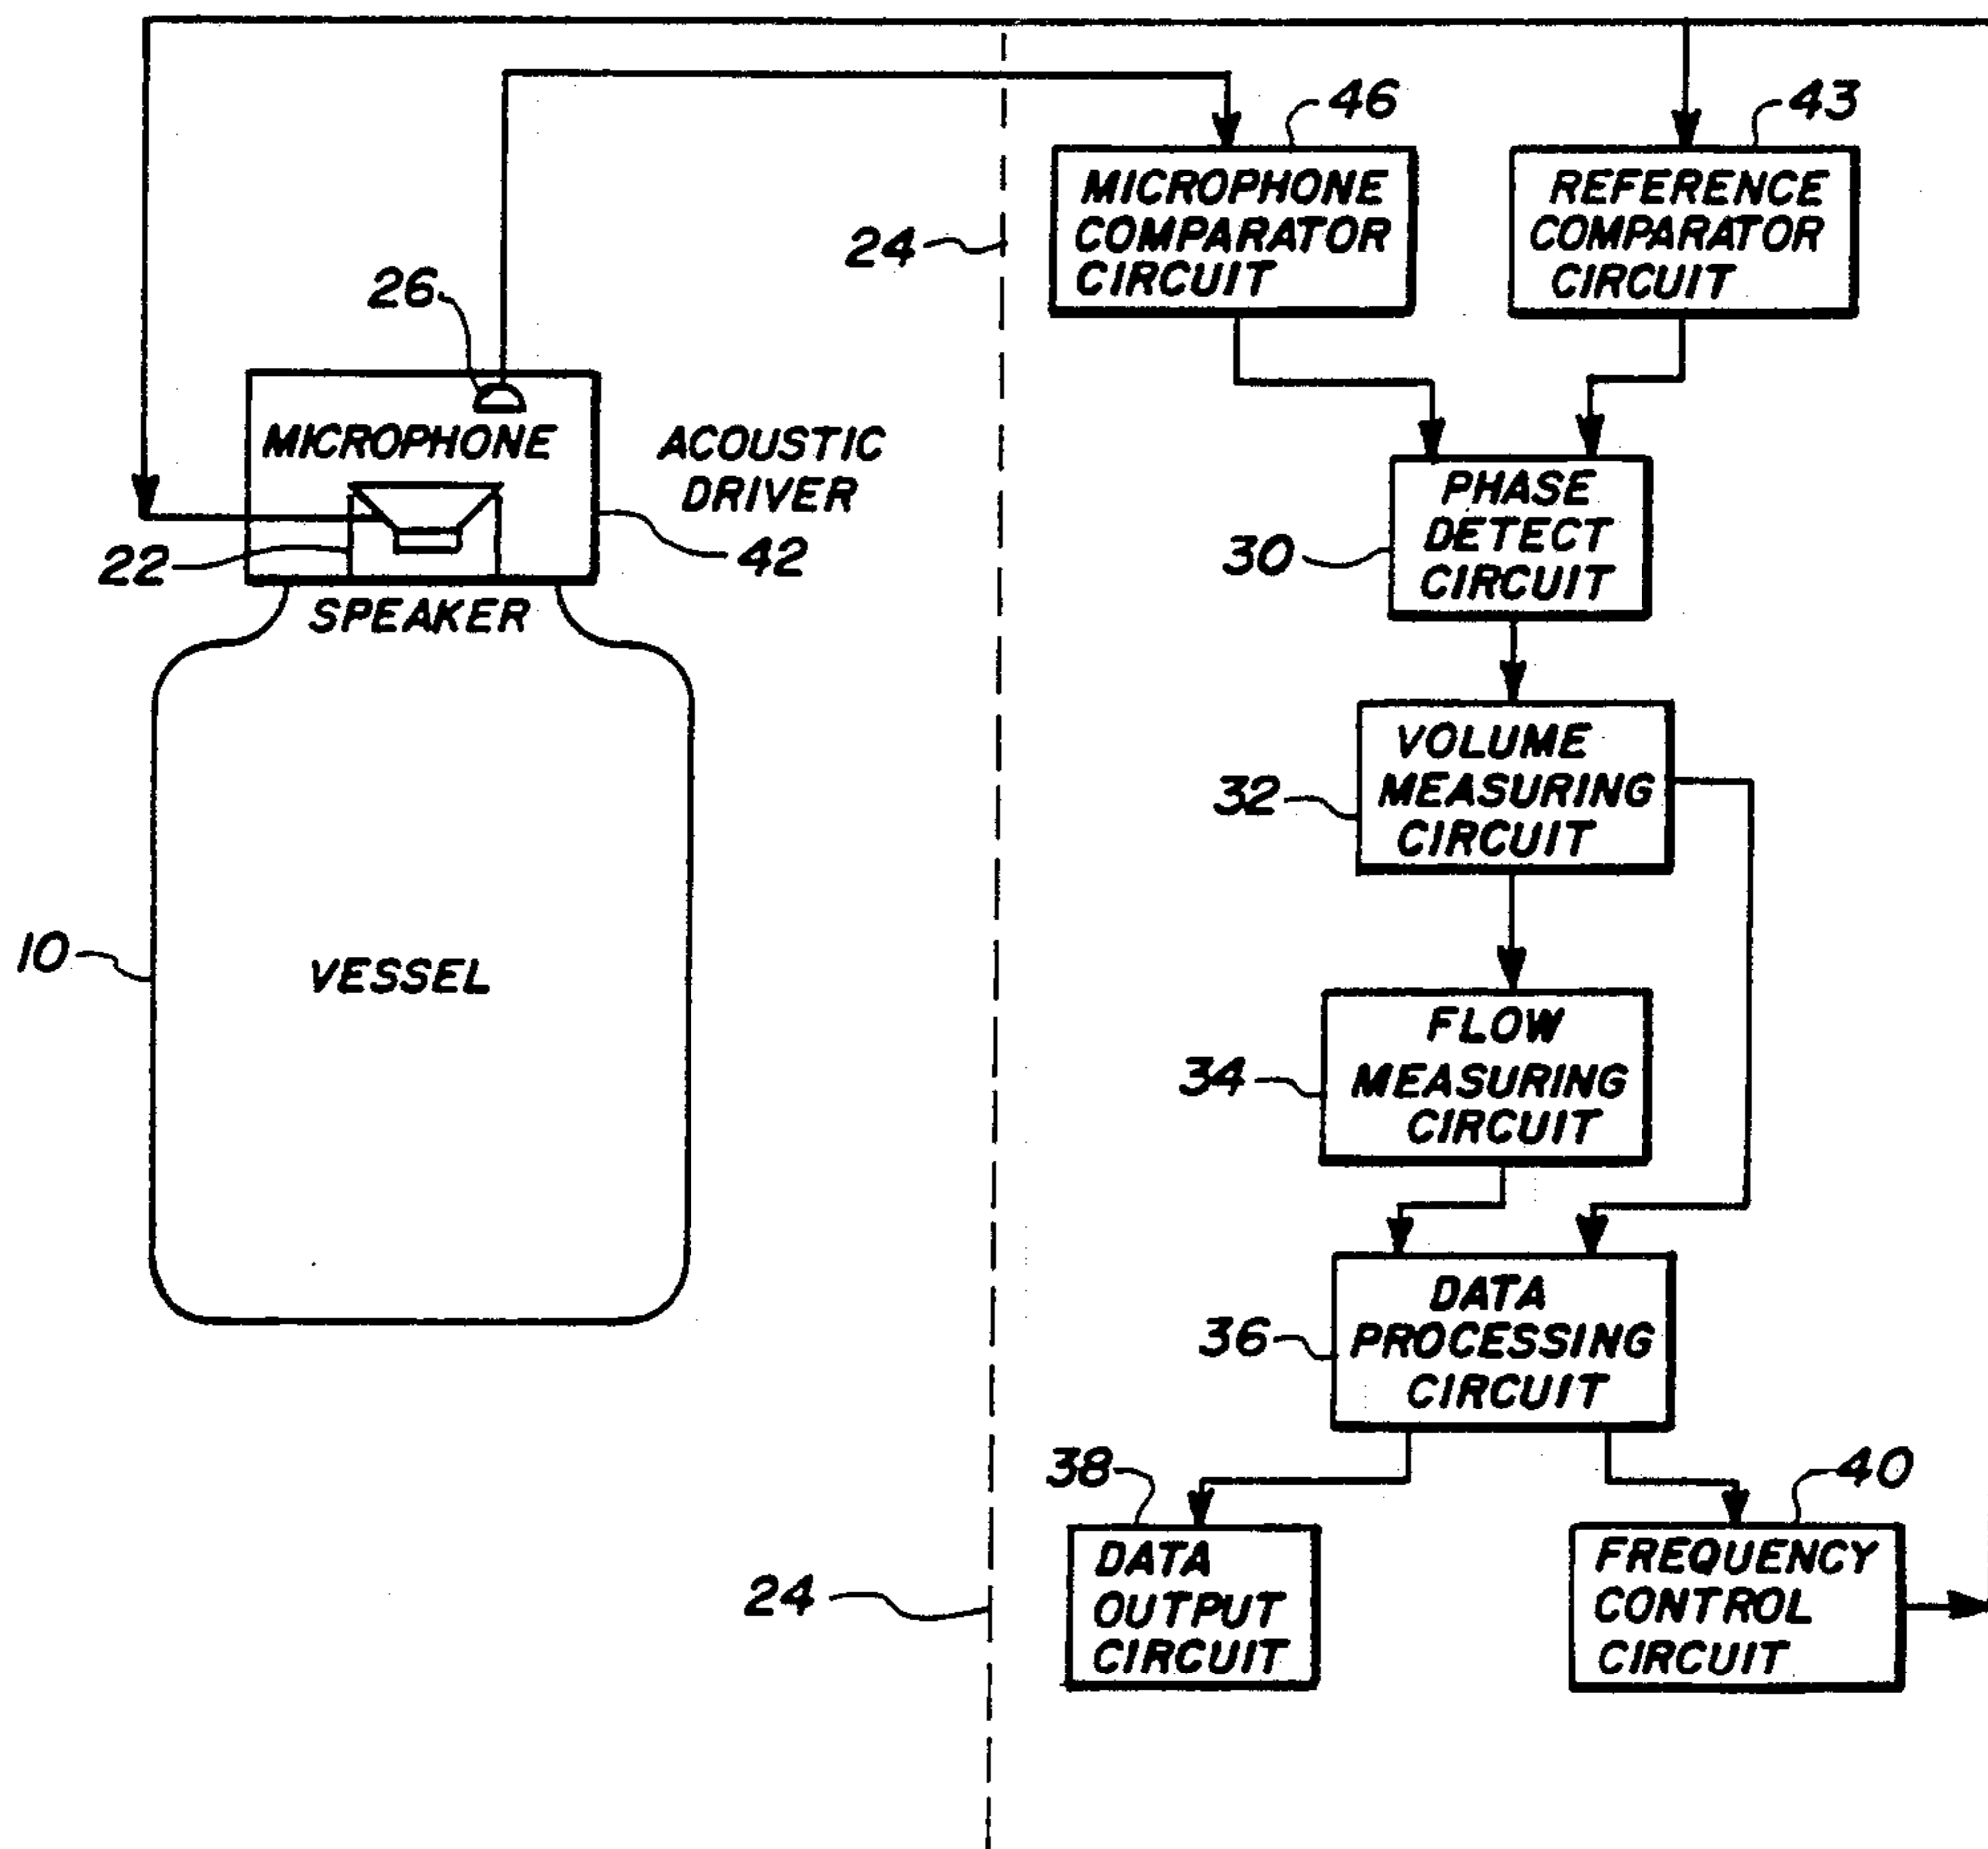 46
43
MICROPHONE
COMPARATOR
CIRCUIT
REFERENCE
COMPARATOR
CIRCUIT
24
26
MICROPHONE
ACOUSTIC
DRIVER
22
42
SPEAKER
PHASE
DETECT
CIRCUIT
30
VOLUME
MEASURING
CIRCUIT
32
10
VESSEL
FLOW
MEASURING
CIRCUIT
34
DATA
PROCESSING
CIRCUIT
36
38
40
DATA
OUTPUT
CIRCUIT
FREQUENCY
CONTROL
CIRCUIT
24